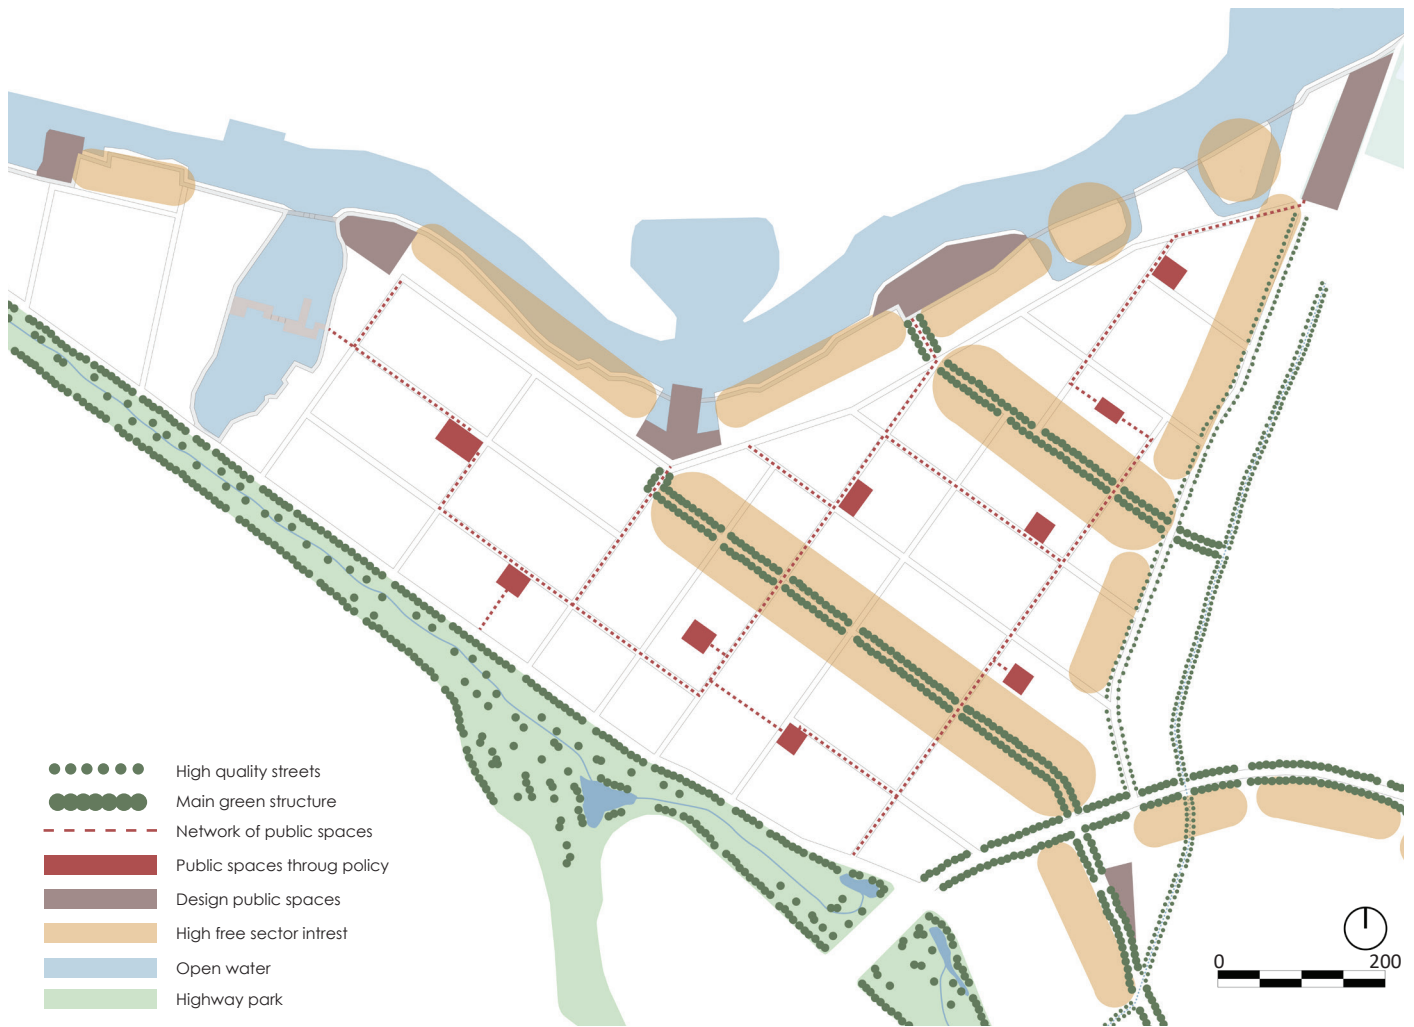 High quality streets
Main green structure
Network of public spaces
Public spaces throug policy
Design public spaces
High free sector intrest
Open water
Highway park
0 200